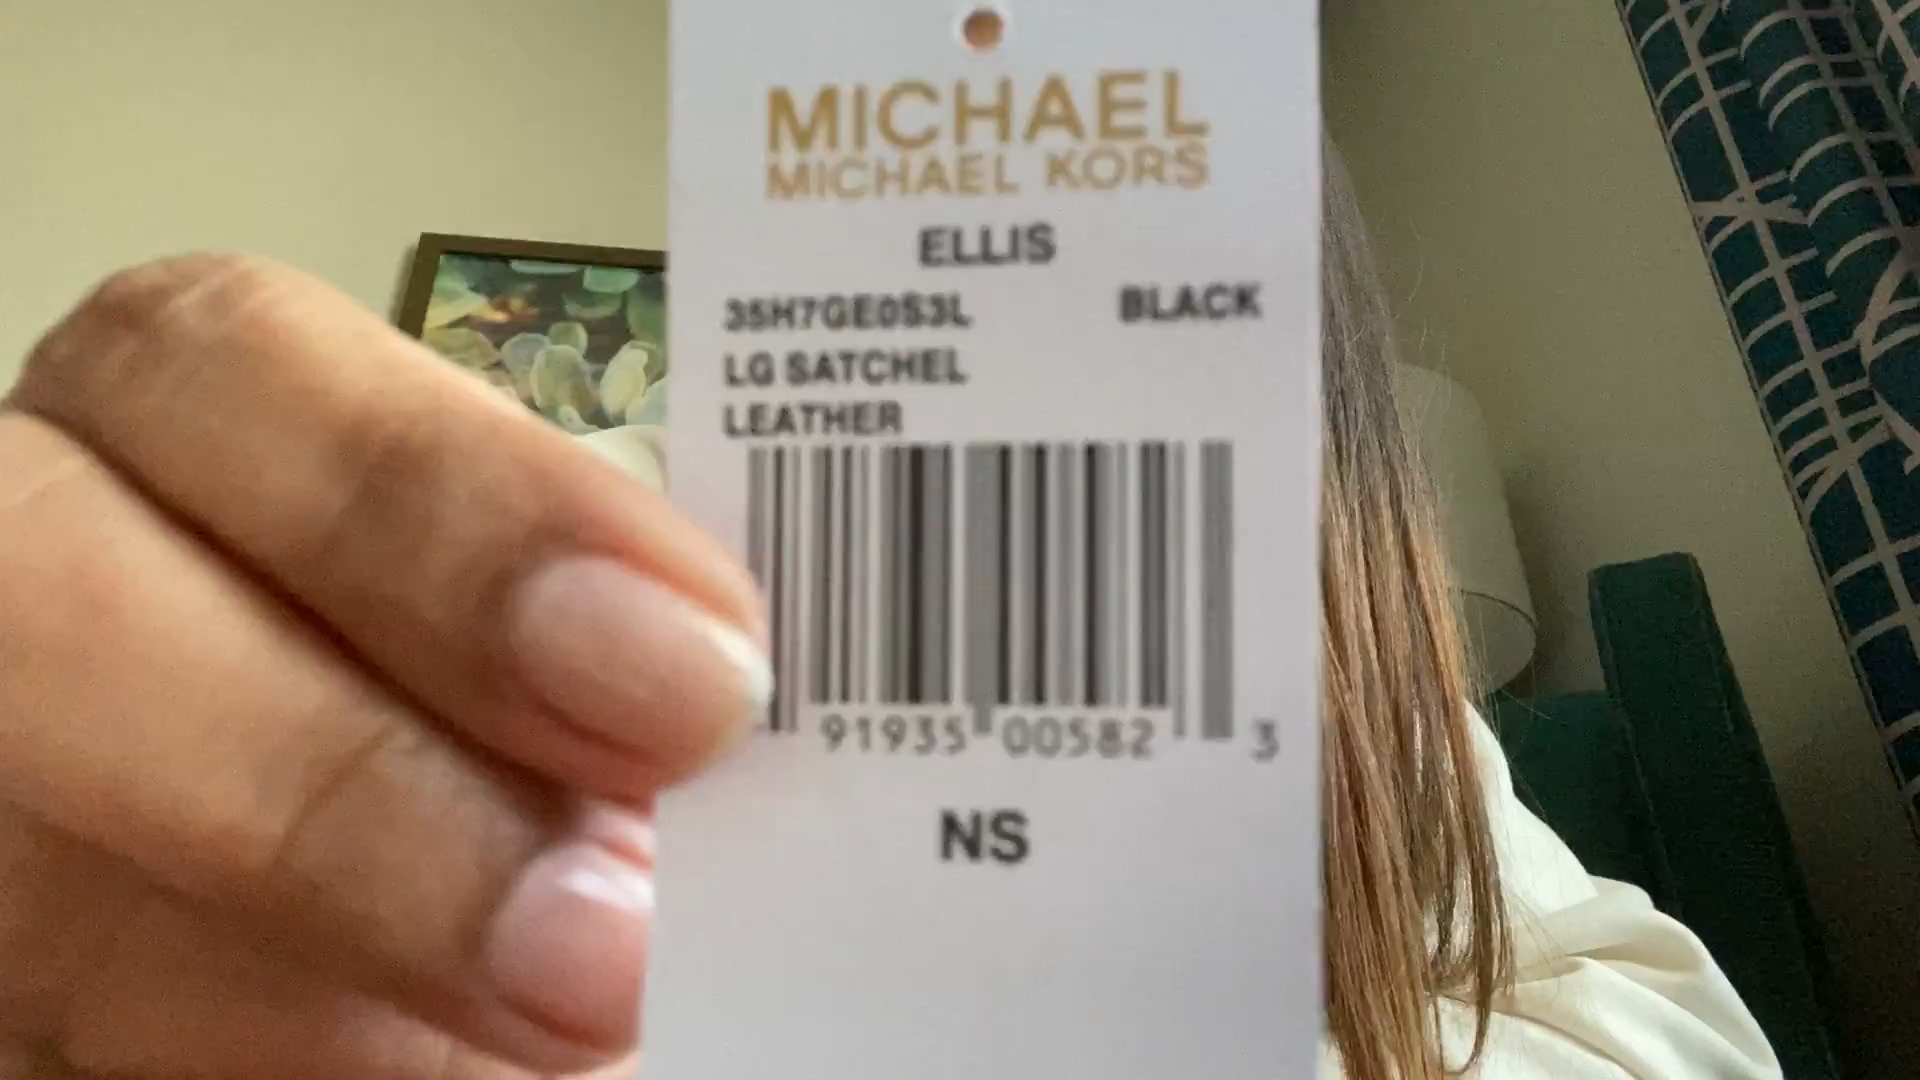 MICHAEL
MICHAEL KORS
ELLIS
35H7GE0S3L BLACK
LG SATCHEL
LEATHER
91935 00582 3
NS